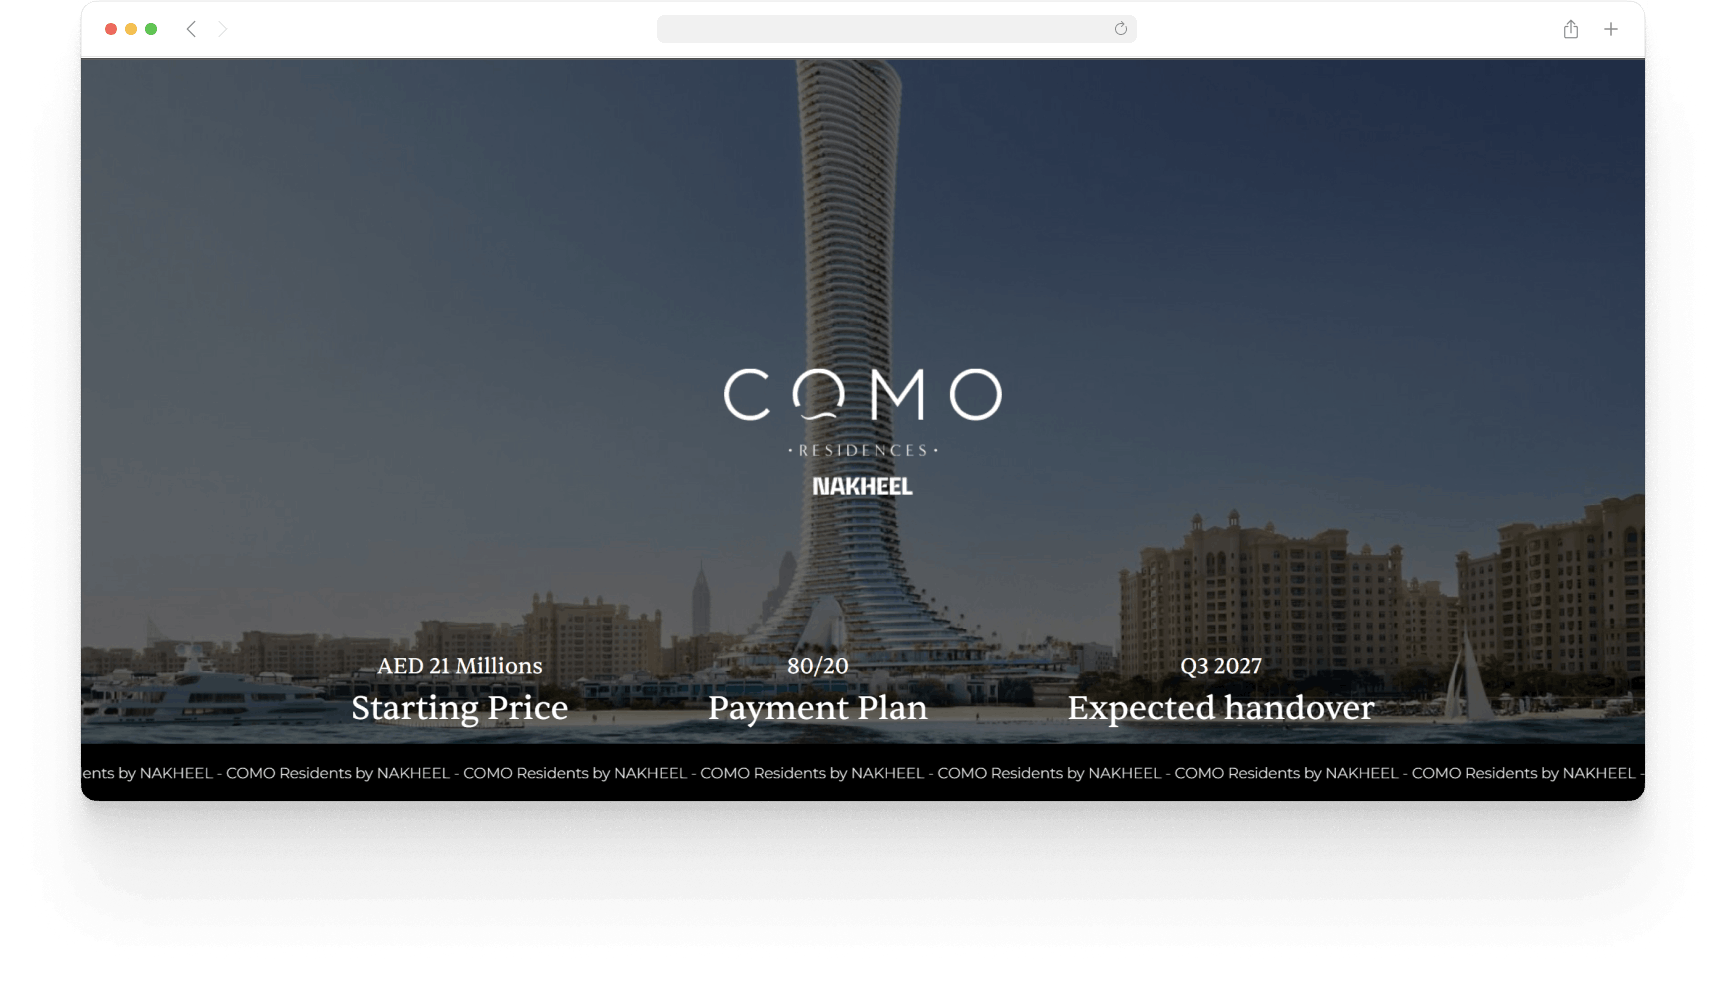 COMO
• RESIDENCES •
NAKHEEL
AED 21 Millions
Starting Price
80/20
Payment Plan
Q3 2027
Expected handover
ents by NAKHEEL - COMO Residents by NAKHEEL - COMO Residents by NAKHEEL - COMO Residents by NAKHEEL - COMO Residents by NAKHEEL - COMO Residents by NAKHEEL - COMO Residents by NAKHEEL -